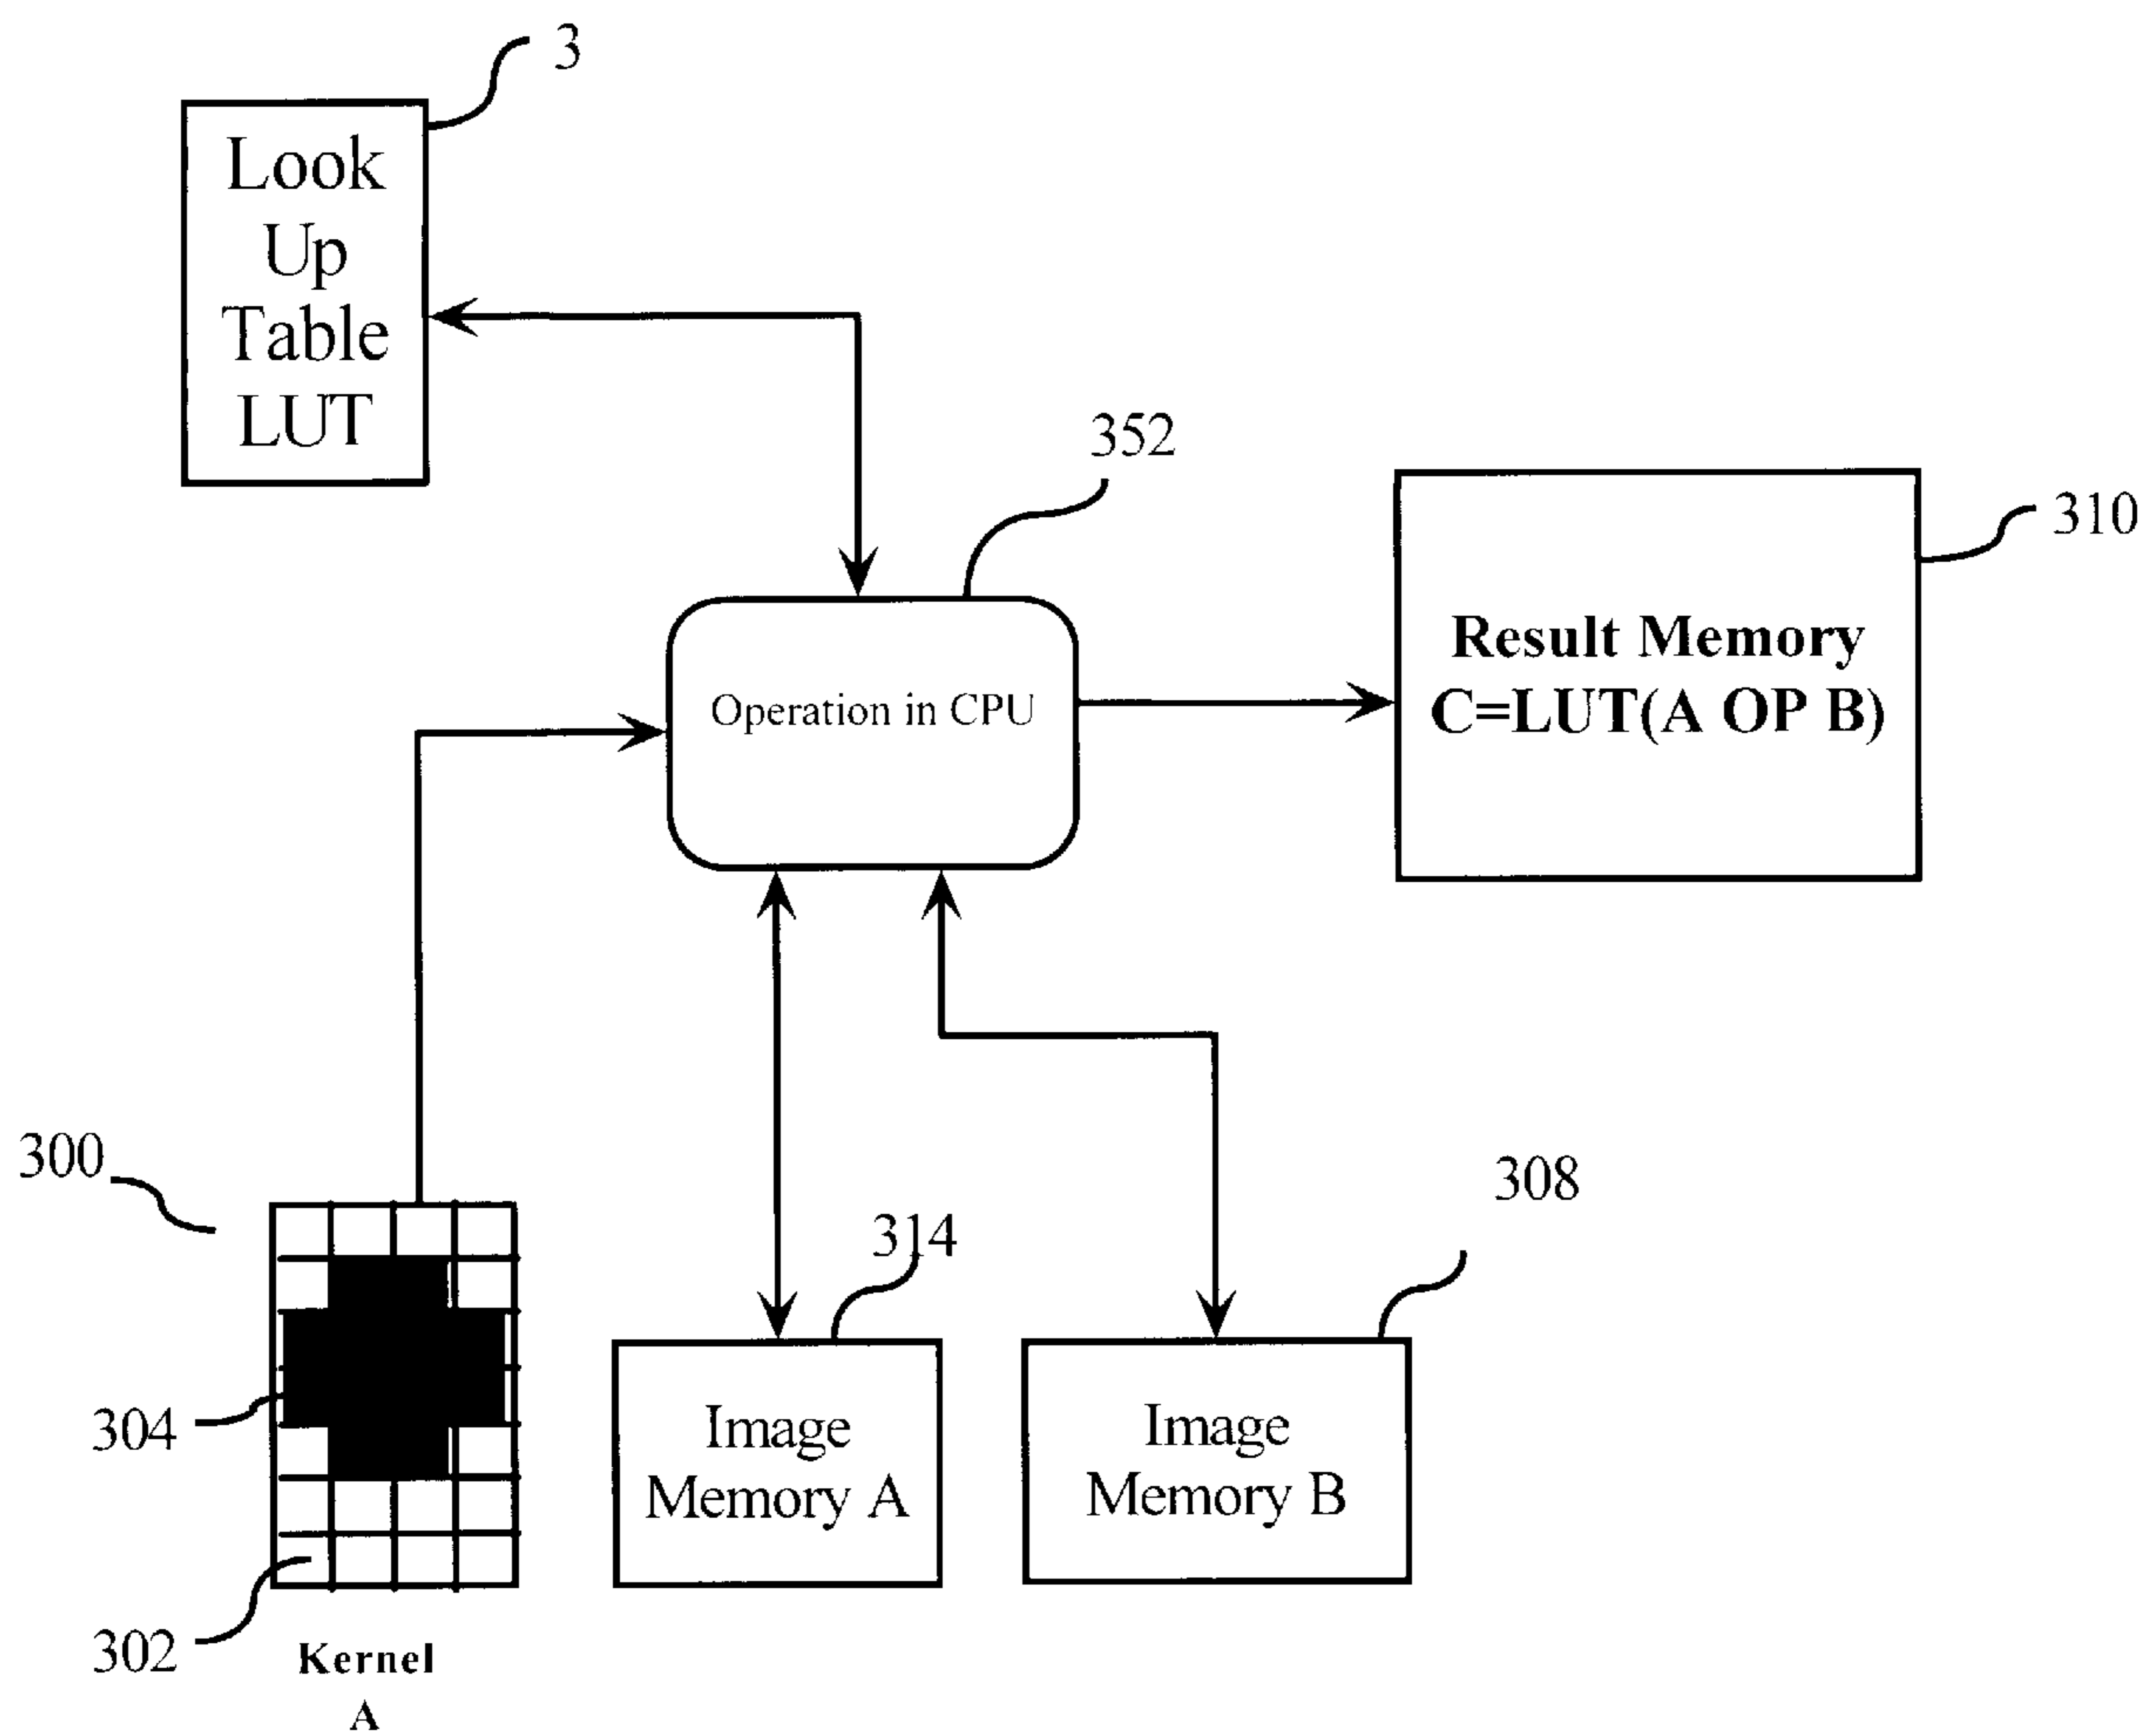 3
Look
Up
Table
LUT
352
310
Result Memory
C=LUT(A OP B)
Operation in CPU
300
308
314
304
Image
Memory A
Image
Memory B
302
Kernel
A